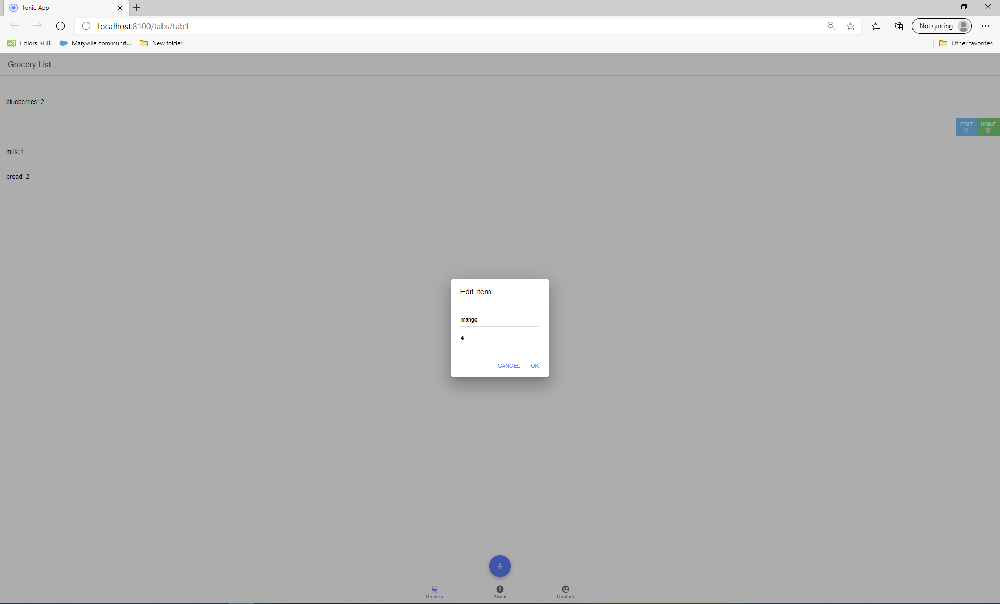 Ionic App
localhost:8100/tabs/tab1
Not syncing
Colors RGB
Maryville communit...
New folder
Other favorites
Grocery List
blueberries: 2
EDIT
DONE
milk: 1
bread: 2
Edit Item
mango
4
CANCEL
OK
Grocery
About
Contact